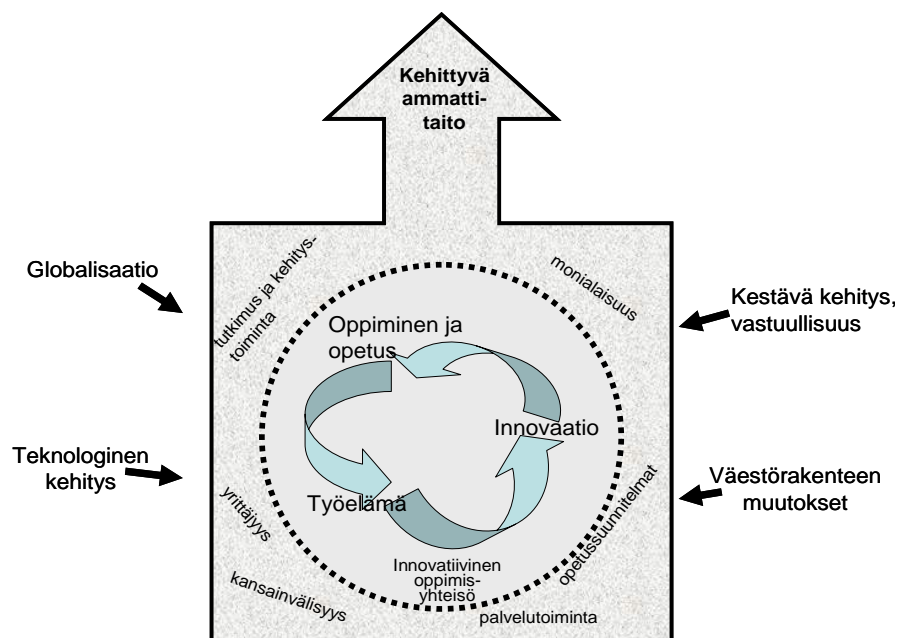 Kehittyvä
ammatti-
taito
Globalisaatio
tutkimus ja kehitys-
toiminta
monialaisuus
Kestävä kehitys,
vastuullisuus
Oppiminen ja
opetus
Innovaatio
Teknologinen
kehitys
Työelämä
Väestörakenteen
muutokset
yrittäjyys
opetussuunnitelmat
Innovatiivinen
oppimis-
yhteisö
kansainvälisyys
palvelutoiminta